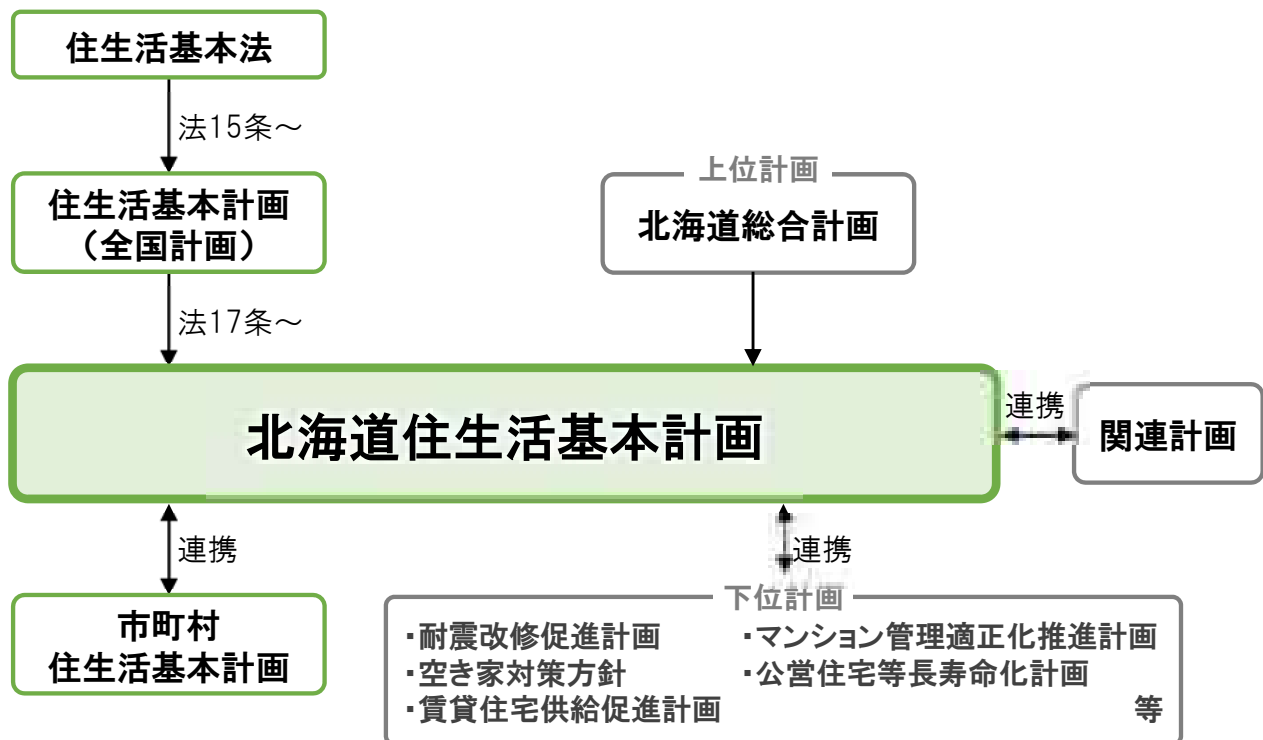 住生活基本法
法15条～
住生活基本計画
（全国計画）
上位計画
北海道総合計画
法17条～
北海道住生活基本計画
連携
関連計画
連携
連携
市町村
住生活基本計画
下位計画
・耐震改修促進計画
・マンション管理適正化推進計画
・空き家対策方針
・公営住宅等長寿命化計画
・賃貸住宅供給促進計画
等